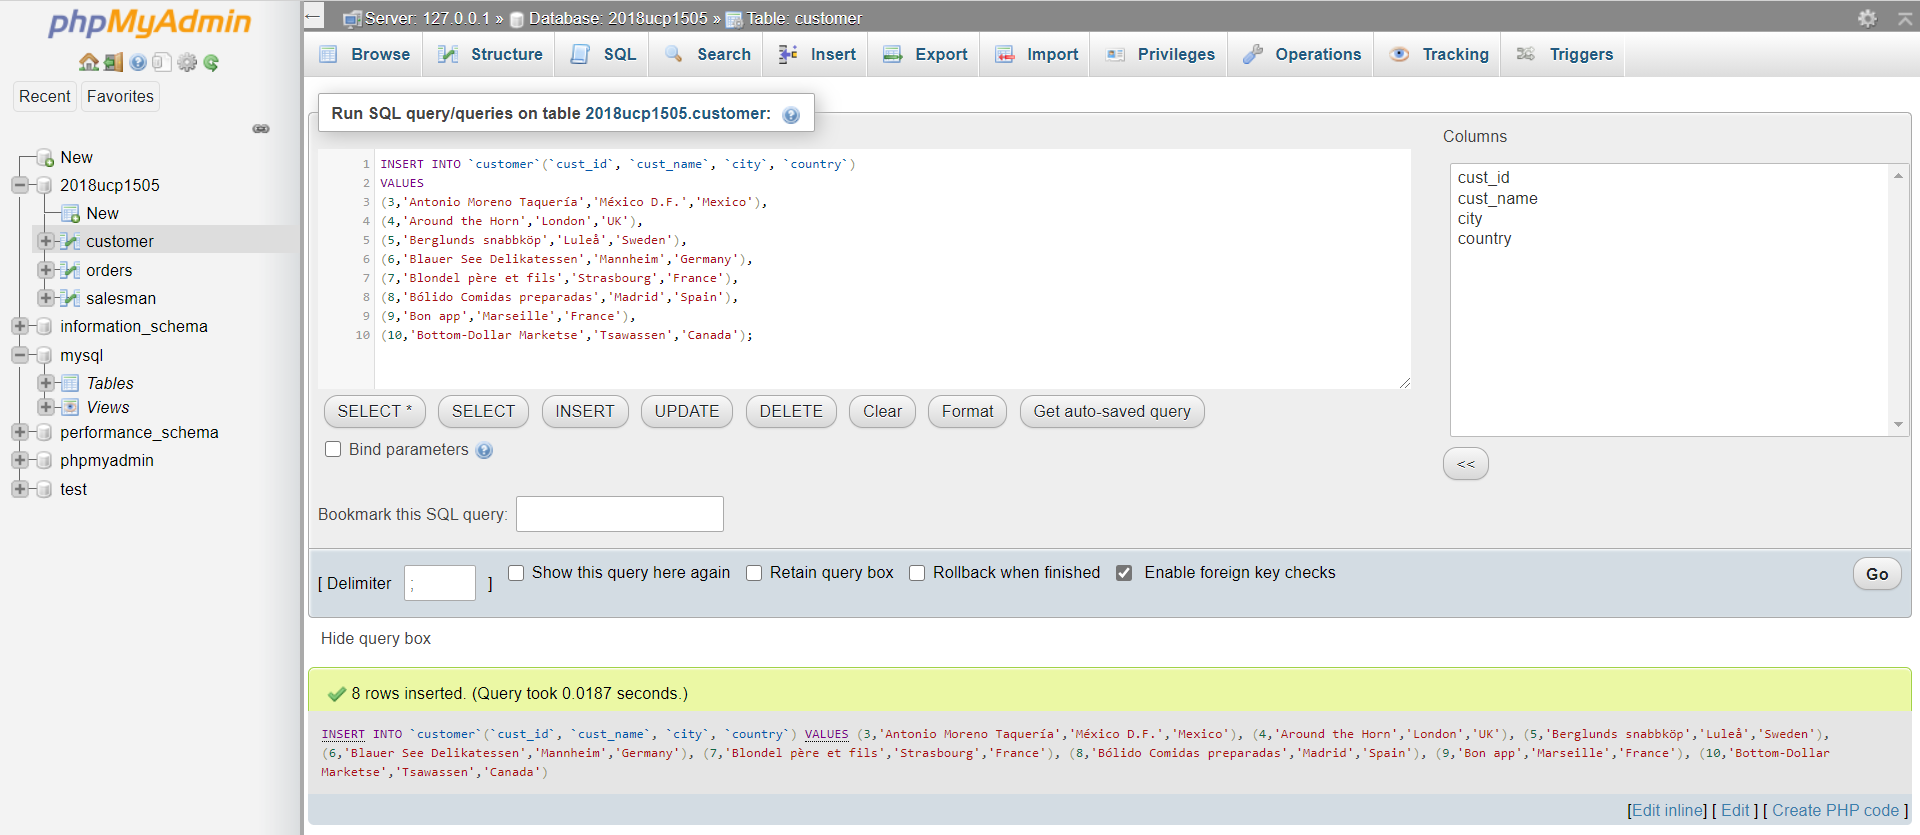 phpMyAdmin
Recent Favorites
New
2018ucp1505
New
customer
orders
salesman
information_schema
mysql
Tables
Views
performance_schema
phpmyadmin
test
← Server: 127.0.0.1 » Database: 2018ucp1505 » Table: customer
Browse Structure SQL Search Insert Export Import Privileges Operations Tracking Triggers
Run SQL query/queries on table 2018ucp1505.customer:
1 INSERT INTO `customer`(`cust_id`, `cust_name`, `city`, `country`)
2 VALUES
3 (3,'Antonio Moreno Taquería','México D.F.','Mexico'),
4 (4,'Around the Horn','London','UK'),
5 (5,'Berglunds snabbköp','Luleå','Sweden'),
6 (6,'Blauer See Delikatessen','Mannheim','Germany'),
7 (7,'Blondel père et fils','Strasbourg','France'),
8 (8,'Bólido Comidas preparadas','Madrid','Spain'),
9 (9,'Bon app','Marseille','France'),
10 (10,'Bottom-Dollar Marketse','Tsawassen','Canada');
Columns
cust_id
cust_name
city
country
<<
SELECT * SELECT INSERT UPDATE DELETE Clear Format Get auto-saved query
Bind parameters
Bookmark this SQL query:
[ Delimiter ; ] Show this query here again Retain query box Rollback when finished Enable foreign key checks Go
Hide query box
8 rows inserted. (Query took 0.0187 seconds.)
INSERT INTO `customer`(`cust_id`, `cust_name`, `city`, `country`) VALUES (3,'Antonio Moreno Taquería','México D.F.','Mexico'), (4,'Around the Horn','London','UK'), (5,'Berglunds snabbköp','Luleå','Sweden'),
(6,'Blauer See Delikatessen','Mannheim','Germany'), (7,'Blondel père et fils','Strasbourg','France'), (8,'Bólido Comidas preparadas','Madrid','Spain'), (9,'Bon app','Marseille','France'), (10,'Bottom-Dollar
Marketse','Tsawassen','Canada')
[Edit inline] [ Edit ] [ Create PHP code ]